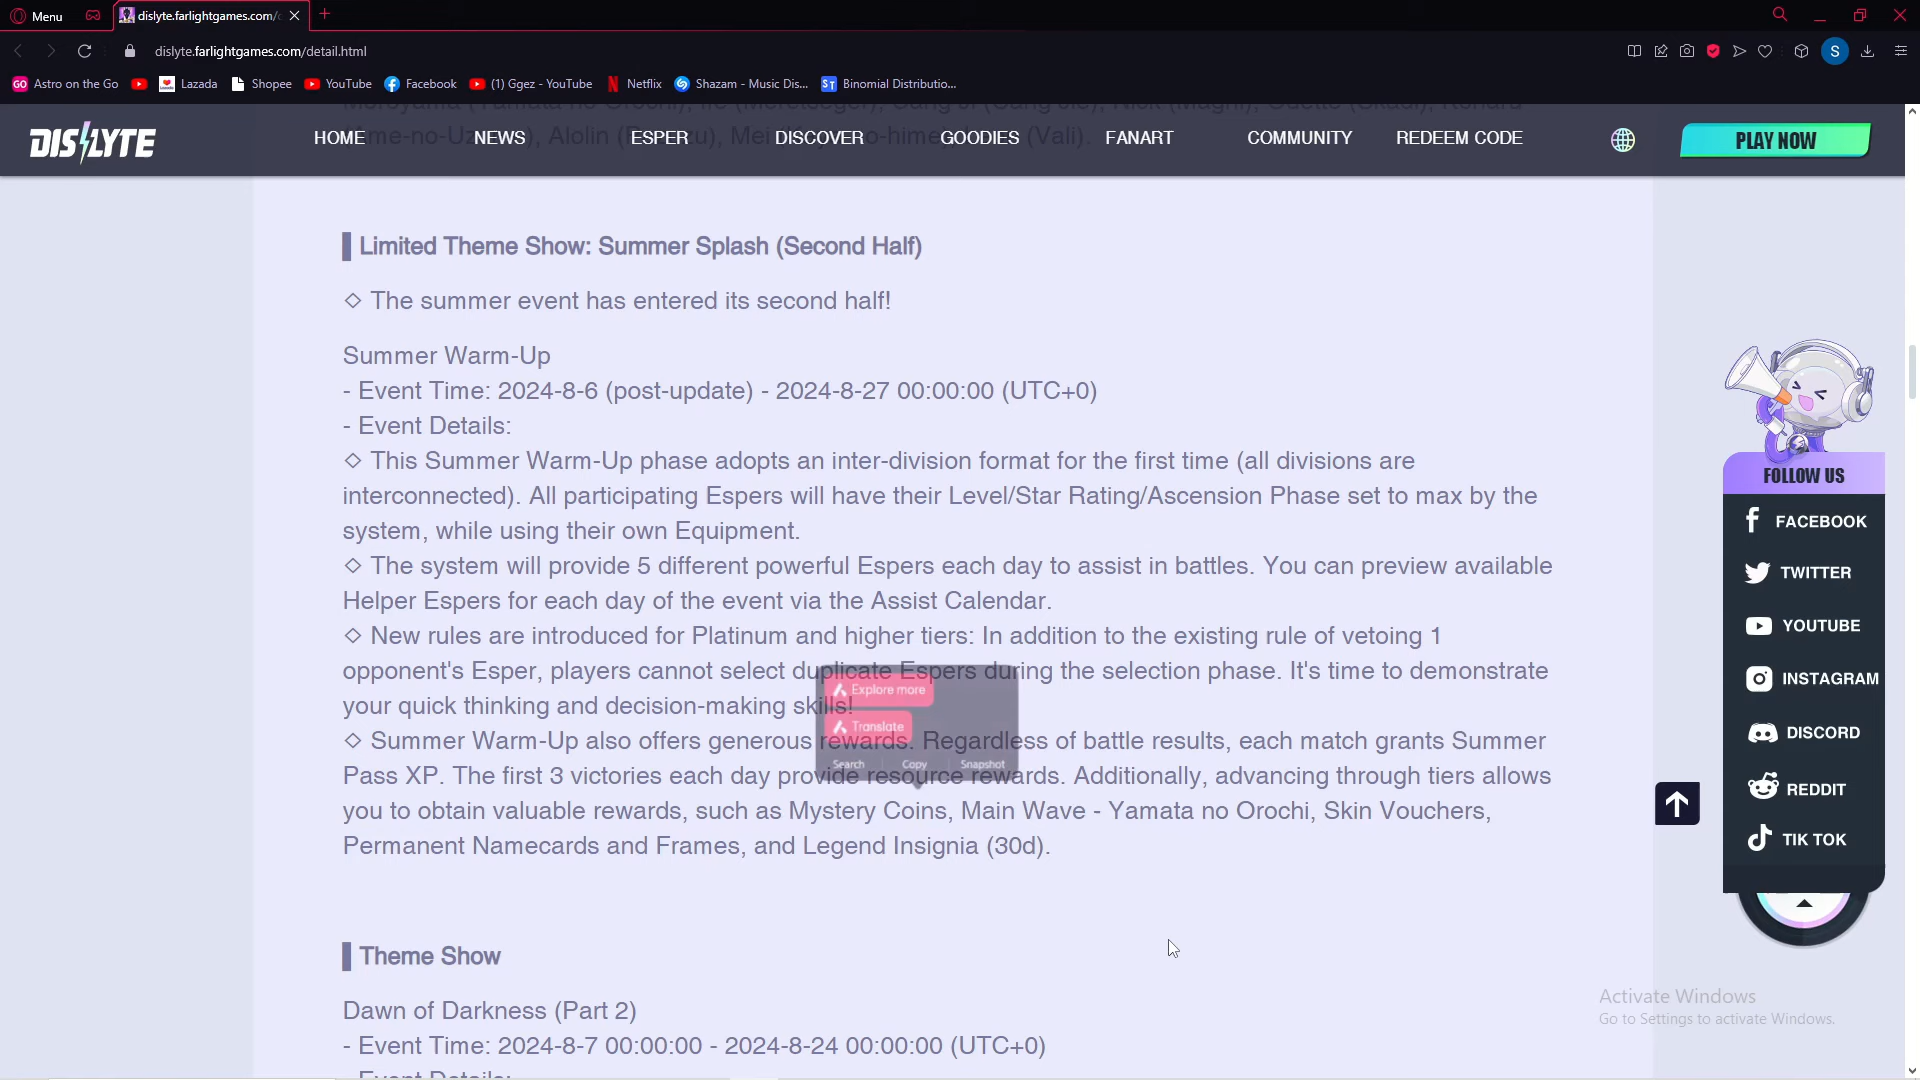 Menu
dislyte.farlightgames.com/
dislyte.farlightgames.com/detail.html
S
GO Astro on the Go
Lazada
Shopee
YouTube
Facebook
(1) Ggez - YouTube
Netflix
Shazam - Music Dis...
ST Binomial Distributio...
DISLYTE
HOME
NEWS
ESPER
DISCOVER
GOODIES
FANART
COMMUNITY
REDEEM CODE
PLAY NOW
Limited Theme Show: Summer Splash (Second Half)
◇ The summer event has entered its second half!
Summer Warm-Up
- Event Time: 2024-8-6 (post-update) - 2024-8-27 00:00:00 (UTC+0)
- Event Details:
◇ This Summer Warm-Up phase adopts an inter-division format for the first time (all divisions are
interconnected). All participating Espers will have their Level/Star Rating/Ascension Phase set to max by the
system, while using their own Equipment.
◇ The system will provide 5 different powerful Espers each day to assist in battles. You can preview available
Helper Espers for each day of the event via the Assist Calendar.
◇ New rules are introduced for Platinum and higher tiers: In addition to the existing rule of vetoing 1
opponent's Esper, players cannot select duplicate Espers during the selection phase. It's time to demonstrate
your quick thinking and decision-making skills!
◇ Summer Warm-Up also offers generous rewards. Regardless of battle results, each match grants Summer
Pass XP. The first 3 victories each day provide resource rewards. Additionally, advancing through tiers allows
you to obtain valuable rewards, such as Mystery Coins, Main Wave - Yamata no Orochi, Skin Vouchers,
Permanent Namecards and Frames, and Legend Insignia (30d).
Explore more
Translate
Search
Copy
Snapshot
Theme Show
Dawn of Darkness (Part 2)
- Event Time: 2024-8-7 00:00:00 - 2024-8-24 00:00:00 (UTC+0)
- Event Details:
FOLLOW US
FACEBOOK
TWITTER
YOUTUBE
INSTAGRAM
DISCORD
REDDIT
TIK TOK
Activate Windows
Go to Settings to activate Windows.